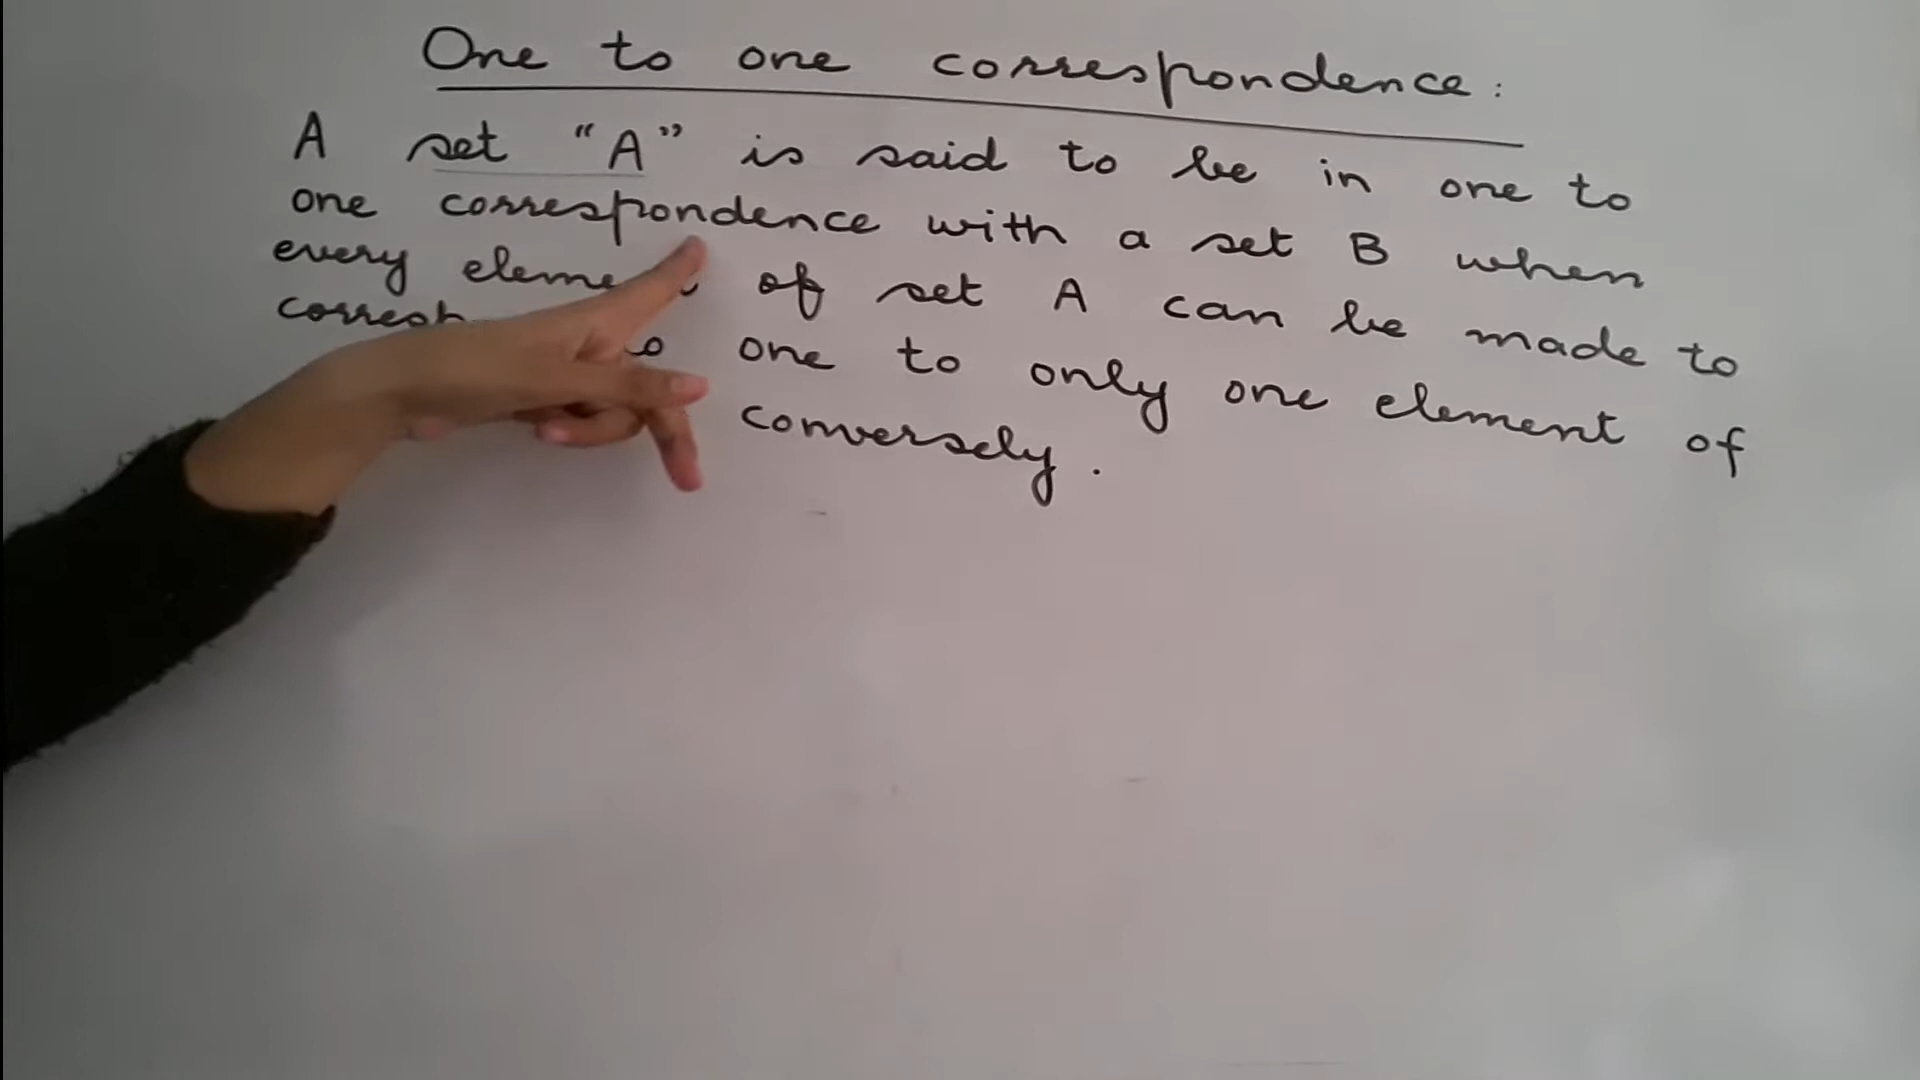 One to one correspondence:
A set “A” is said to be in one to
one correspondence with a set B when
every of set A can be made to
one to only one element of
conversely.